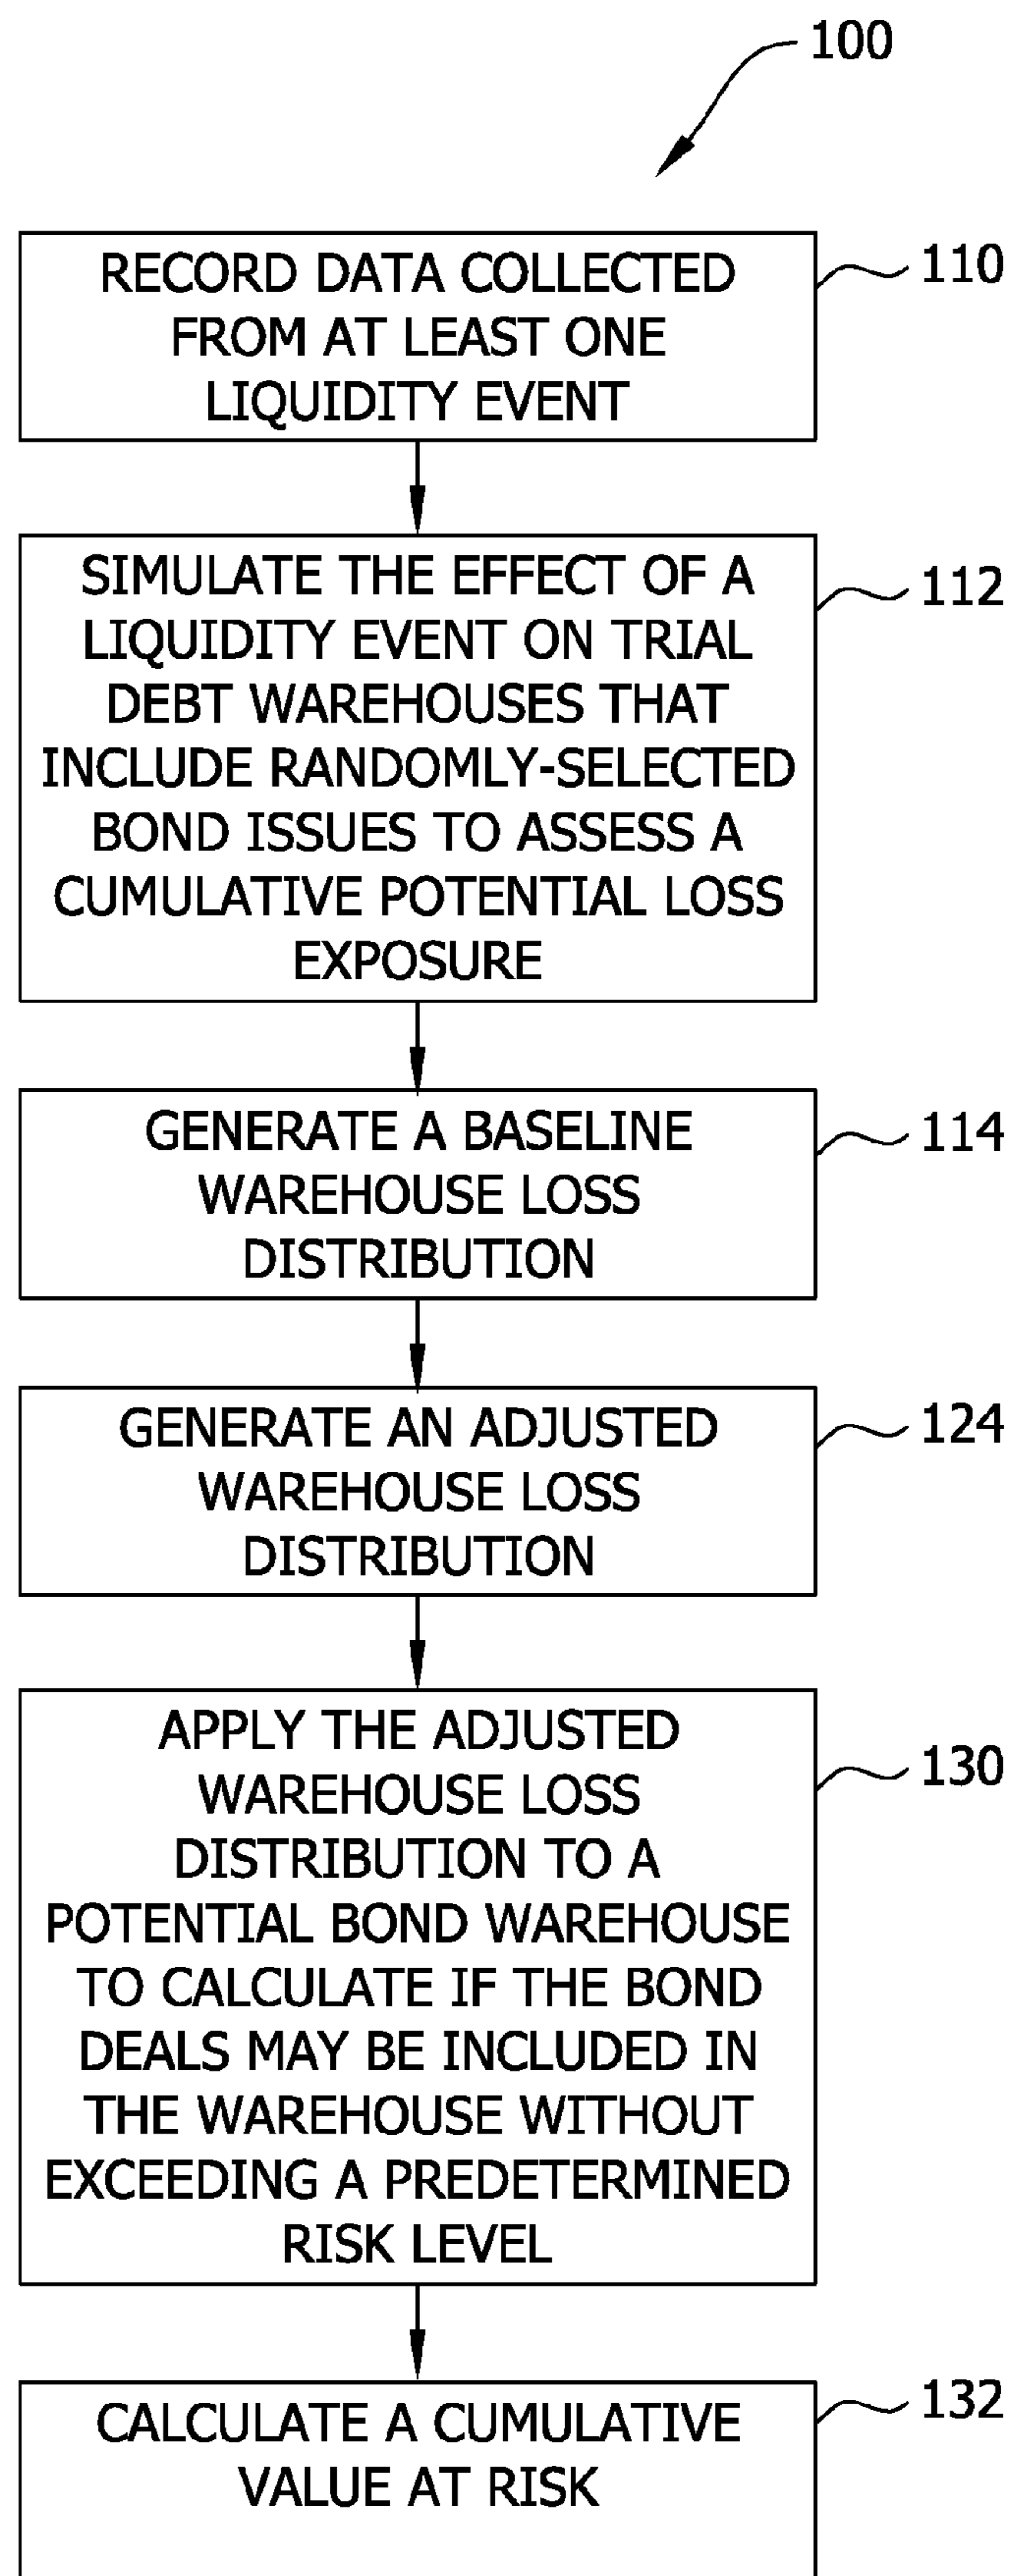 100
RECORD DATA COLLECTED
FROM AT LEAST ONE
LIQUIDITY EVENT
110
SIMULATE THE EFFECT OF A
LIQUIDITY EVENT ON TRIAL
DEBT WAREHOUSES THAT
INCLUDE RANDOMLY-SELECTED
BOND ISSUES TO ASSESS A
CUMULATIVE POTENTIAL LOSS
EXPOSURE
112
GENERATE A BASELINE
WAREHOUSE LOSS
DISTRIBUTION
114
GENERATE AN ADJUSTED
WAREHOUSE LOSS
DISTRIBUTION
124
APPLY THE ADJUSTED
WAREHOUSE LOSS
DISTRIBUTION TO A
POTENTIAL BOND WAREHOUSE
TO CALCULATE IF THE BOND
DEALS MAY BE INCLUDED IN
THE WAREHOUSE WITHOUT
EXCEEDING A PREDETERMINED
RISK LEVEL
130
CALCULATE A CUMULATIVE
VALUE AT RISK
132